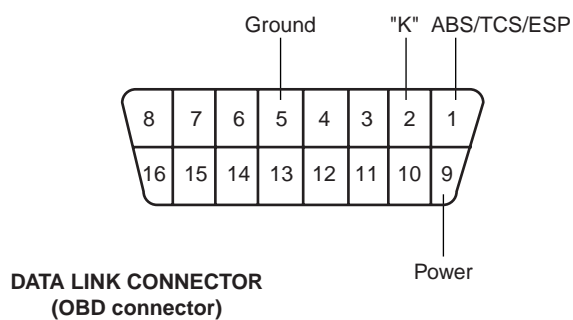 Ground "K" ABS/TCS/ESP
8 7 6 5 4 3 2 1
16 15 14 13 12 11 10 9
Power
DATA LINK CONNECTOR
(OBD connector)